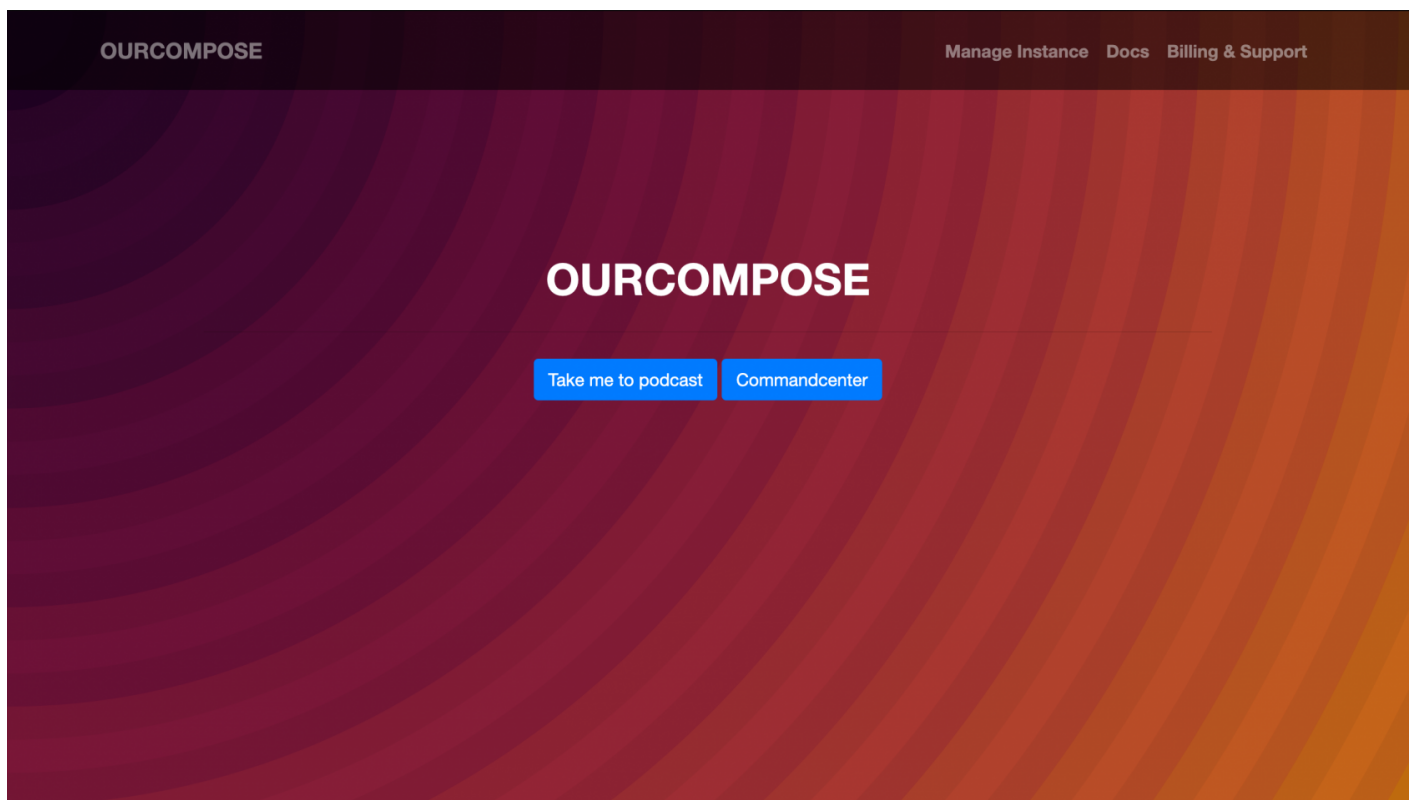 OURCOMPOSE
Manage Instance Docs Billing & Support
OURCOMPOSE
Take me to podcast Commandcenter